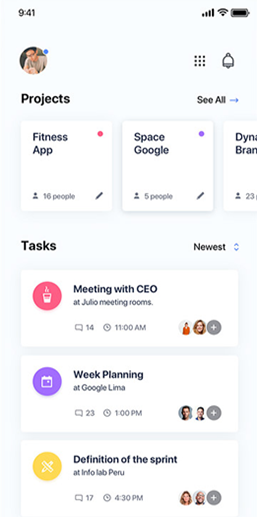 9:41
Projects
See All →
Fitness
App
Space
Google
Dyna
Bran
16 people
5 people
23 p
Tasks
Newest
Meeting with CEO
at Julio meeting rooms.
14
11:00 AM
Week Planning
at Google Lima
23
1:00 PM
Definition of the sprint
at Info lab Peru
17
4:30 PM